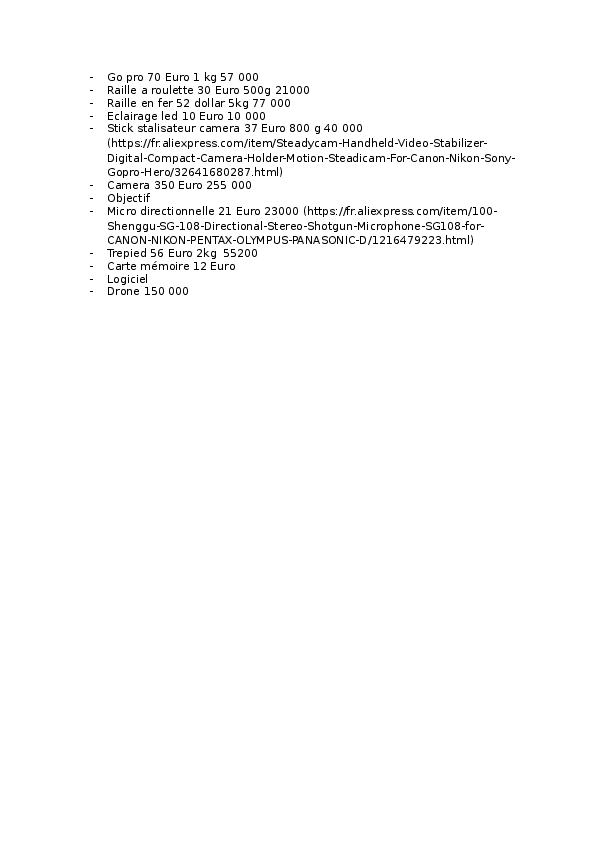 - Go pro 70 Euro 1 kg 57 000
- Raille a roulette 30 Euro 500g 21000
- Raille en fer 52 dollar 5kg 77 000
- Eclairage led 10 Euro 10 000
- Stick stalisateur camera 37 Euro 800 g 40 000
(https://fr.aliexpress.com/item/Steadycam-Handheld-Video-Stabilizer-
Digital-Compact-Camera-Holder-Motion-Steadicam-For-Canon-Nikon-Sony-
Gopro-Hero/32641680287.html)
- Camera 350 Euro 255 000
- Objectif
- Micro directionnelle 21 Euro 23000 (https://fr.aliexpress.com/item/100-
Shenggu-SG-108-Directional-Stereo-Shotgun-Microphone-SG108-for-
CANON-NIKON-PENTAX-OLYMPUS-PANASONIC-D/1216479223.html)
- Trepied 56 Euro 2kg  55200
- Carte mémoire 12 Euro
- Logiciel
- Drone 150 000